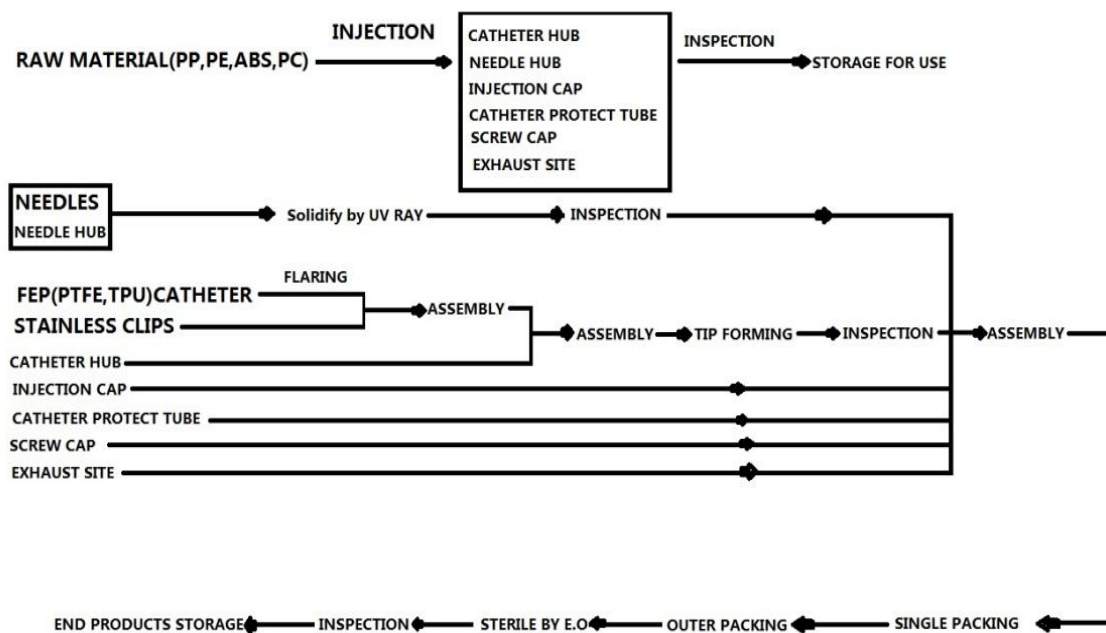 INJECTION
RAW MATERIAL(PP,PE,ABS,PC)
CATHETER HUB
NEEDLE HUB
INJECTION CAP
CATHETER PROTECT TUBE
SCREW CAP
EXHAUST SITE
INSPECTION
STORAGE FOR USE
NEEDLES
NEEDLE HUB
Solidify by UV RAY
INSPECTION
FLARING
FEP(PTFE,TPU)CATHETER
STAINLESS CLIPS
ASSEMBLY
CATHETER HUB
ASSEMBLY
TIP FORMING
INSPECTION
ASSEMBLY
INJECTION CAP
CATHETER PROTECT TUBE
SCREW CAP
EXHAUST SITE
END PRODUCTS STORAGE
INSPECTION
STERILE BY E.O
OUTER PACKING
SINGLE PACKING